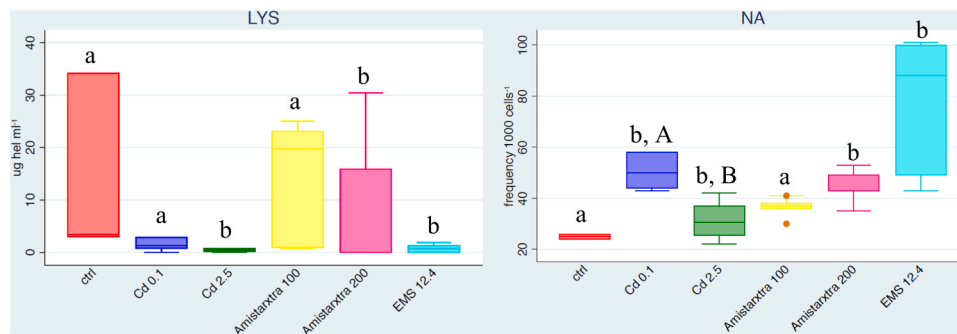 LYS
ug hel ml⁻¹
40
30
20
10
0
a
a
b
a
b
b
ctrl
Cd 0.1
Cd 2.5
Amistarxtra 100
Amistarxtra 200
EMS 12.4
NA
frequency 1000 cells⁻¹
100
80
60
40
20
a
b, A
b, B
a
b
b
ctrl
Cd 0.1
Cd 2.5
Amistarxtra 100
Amistarxtra 200
EMS 12.4